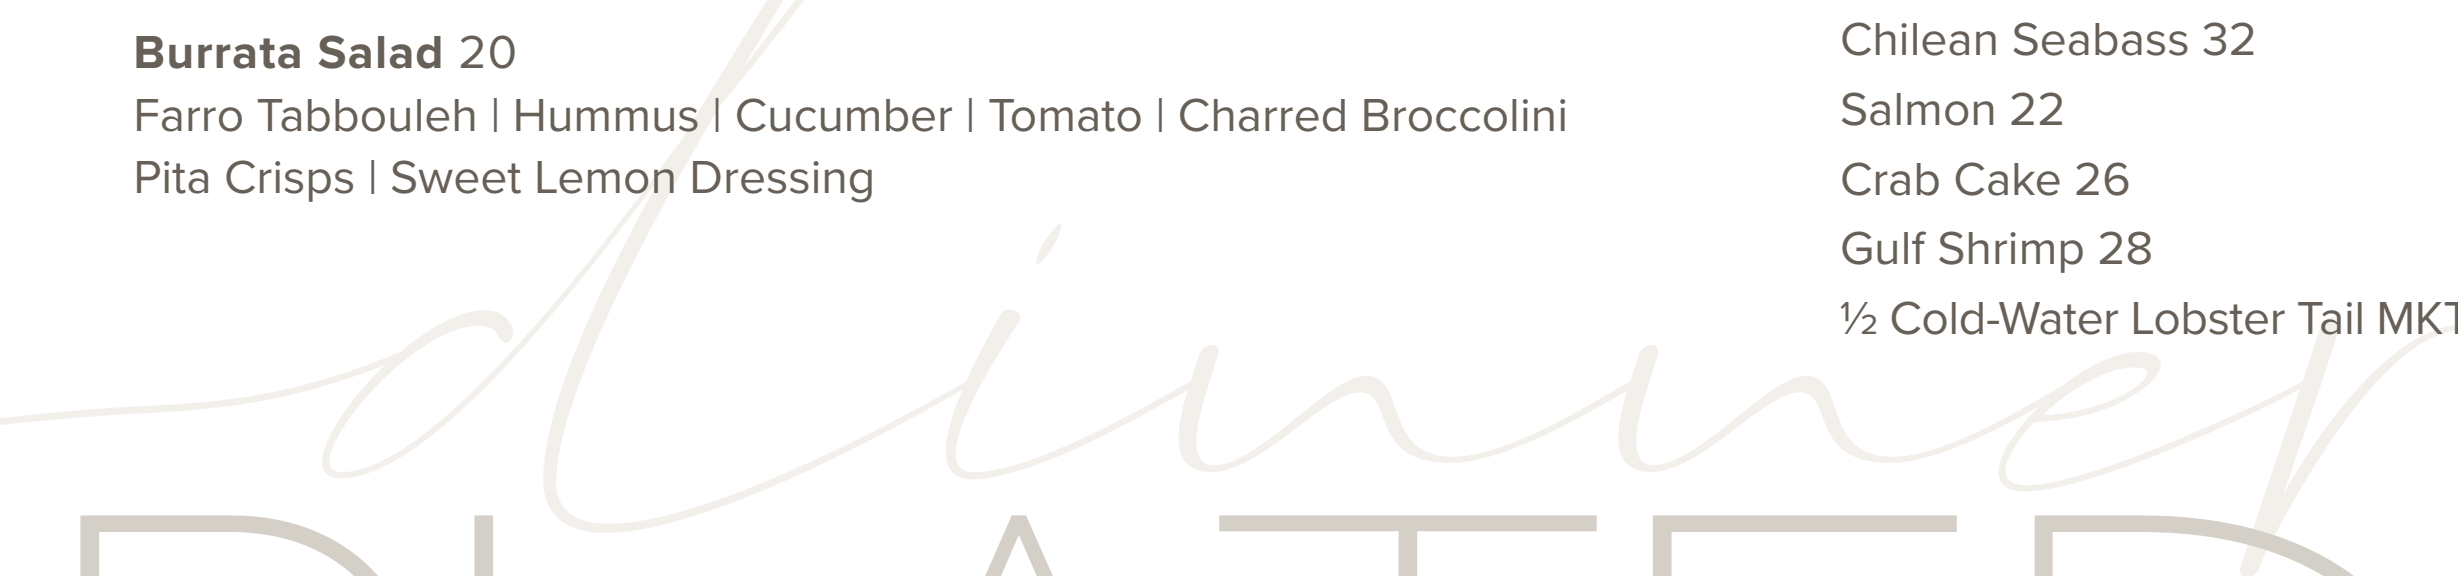 Burrata Salad 20
Farro Tabbouleh | Hummus | Cucumber | Tomato | Charred Broccolini
Pita Crisps | Sweet Lemon Dressing
Chilean Seabass 32
Salmon 22
Crab Cake 26
Gulf Shrimp 28
½ Cold-Water Lobster Tail MKT
dinner